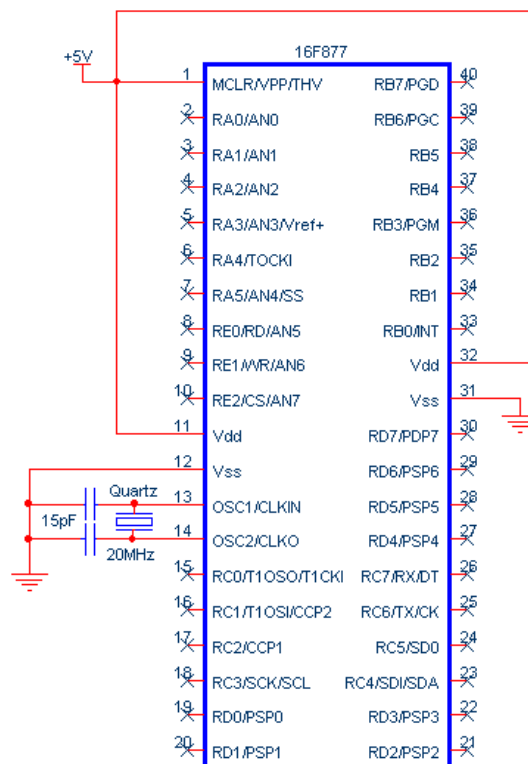 16F877
+5V
1 MCLR/VPP/THV RB7/PGD 40
2 RA0/AN0 RB6/PGC 39
3 RA1/AN1 RB5 38
4 RA2/AN2 RB4 37
5 RA3/AN3/Vref+ RB3/PGM 36
6 RA4/TOCKI RB2 35
7 RA5/AN4/SS RB1 34
8 RE0/RD/AN5 RB0/INT 33
9 RE1/WR/AN6 Vdd 32
10 RE2/CS/AN7 Vss 31
11 Vdd RD7/PDP7 30
12 Vss RD6/PSP6 29
Quartz
13 OSC1/CLKIN RD5/PSP5 28
15pF
14 OSC2/CLKO RD4/PSP4 27
20MHz
15 RC0/T1OSO/T1CKI RC7/RX/DT 26
16 RC1/T1OSI/CCP2 RC6/TX/CK 25
17 RC2/CCP1 RC5/SD0 24
18 RC3/SCK/SCL RC4/SDI/SDA 23
19 RD0/PSP0 RD3/PSP3 22
20 RD1/PSP1 RD2/PSP2 21